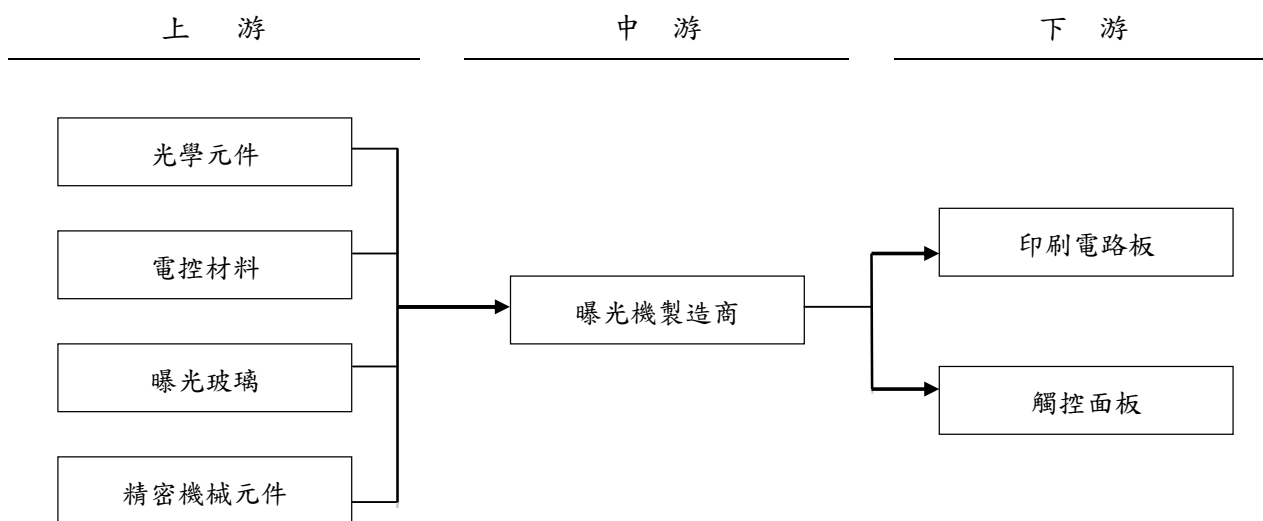 上 游
中 游
下 游
光學元件
電控材料
曝光玻璃
精密機械元件
曝光機製造商
印刷電路板
觸控面板